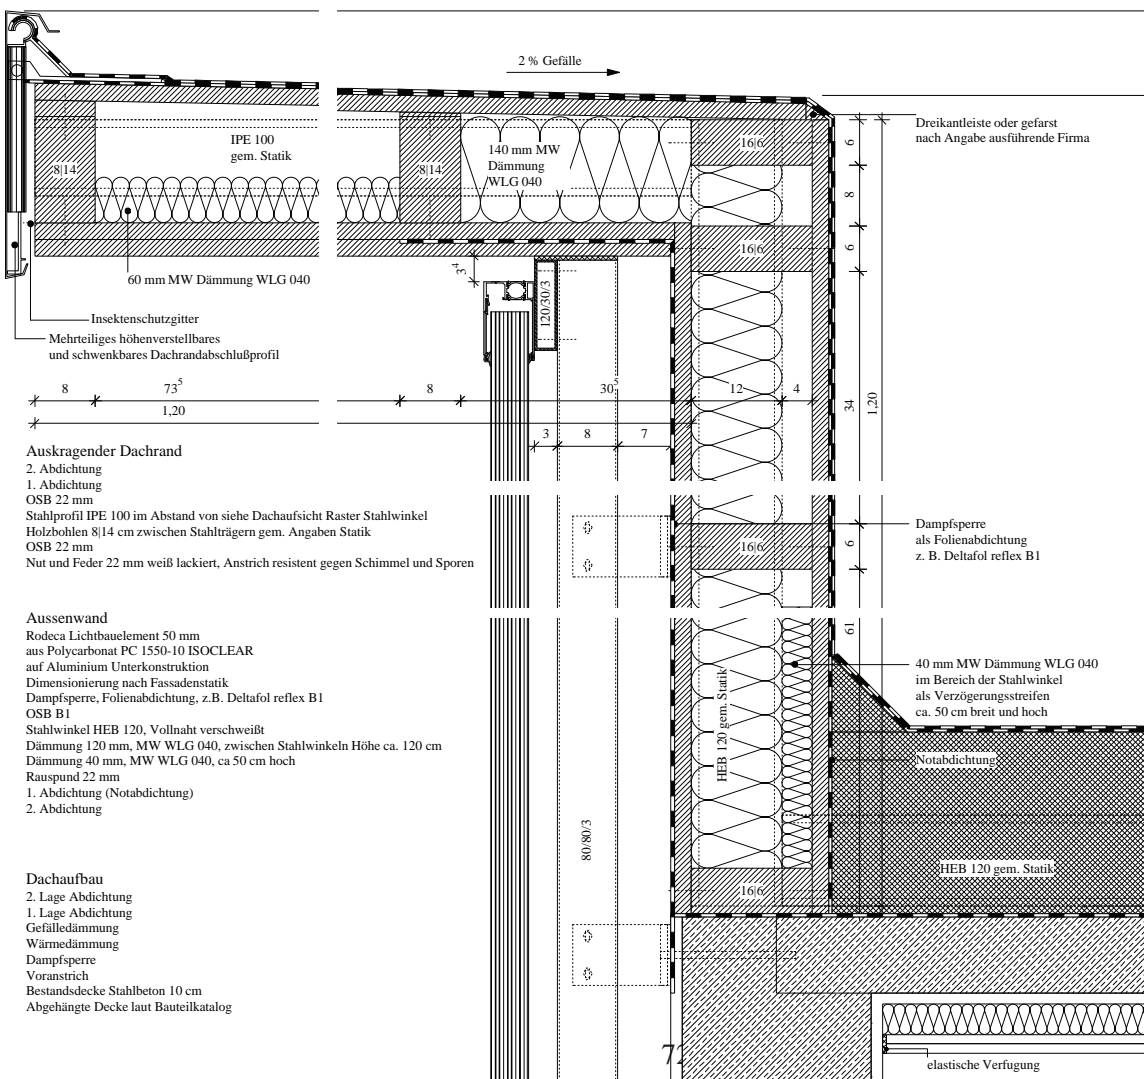 2 % Gefälle
Dreikantleiste oder gefarst
nach Angabe ausführende Firma
IPE 100
gem. Statik
140 mm MW
Dämmung
WLG 040
16|6
6
8|14
8|14
8
16|6
6
3⁴
60 mm MW Dämmung WLG 040
120/30/3
Insektenschutzgitter
Mehrteiliges höhenverstellbares
und schwenkbares Dachrandabschlußprofil
8
73⁵
8
30⁵
12
4
34
1,20
1,20
3
8
7
Auskragender Dachrand
2. Abdichtung
1. Abdichtung
OSB 22 mm
Stahlprofil IPE 100 im Abstand von siehe Dachaufsicht Raster Stahlwinkel
Holzbohlen 8|14 cm zwischen Stahlträgern gem. Angaben Statik
OSB 22 mm
Nut und Feder 22 mm weiß lackiert, Anstrich resistent gegen Schimmel und Sporen
Dampfsperre
als Folienabdichtung
z. B. Deltafol reflex B1
16|6
6
Aussenwand
Rodeca Lichtbauelement 50 mm
aus Polycarbonat PC 1550-10 ISOCLEAR
auf Aluminium Unterkonstruktion
Dimensionierung nach Fassadenstatik
Dampfsperre, Folienabdichtung, z.B. Deltafol reflex B1
OSB B1
Stahlwinkel HEB 120, Vollnaht verschweißt
Dämmung 120 mm, MW WLG 040, zwischen Stahlwinkeln Höhe ca. 120 cm
Dämmung 40 mm, MW WLG 040, ca 50 cm hoch
Rauspund 22 mm
1. Abdichtung (Notabdichtung)
2. Abdichtung
61
40 mm MW Dämmung WLG 040
im Bereich der Stahlwinkel
als Verzögerungsstreifen
ca. 50 cm breit und hoch
HEB 120 gem. Statik
Notabdichtung
80/80/3
HEB 120 gem. Statik
16|6
Dachaufbau
2. Lage Abdichtung
1. Lage Abdichtung
Gefälledämmung
Wärmedämmung
Dampfsperre
Voranstrich
Bestandsdecke Stahlbeton 10 cm
Abgehängte Decke laut Bauteilkatalog
elastische Verfugung